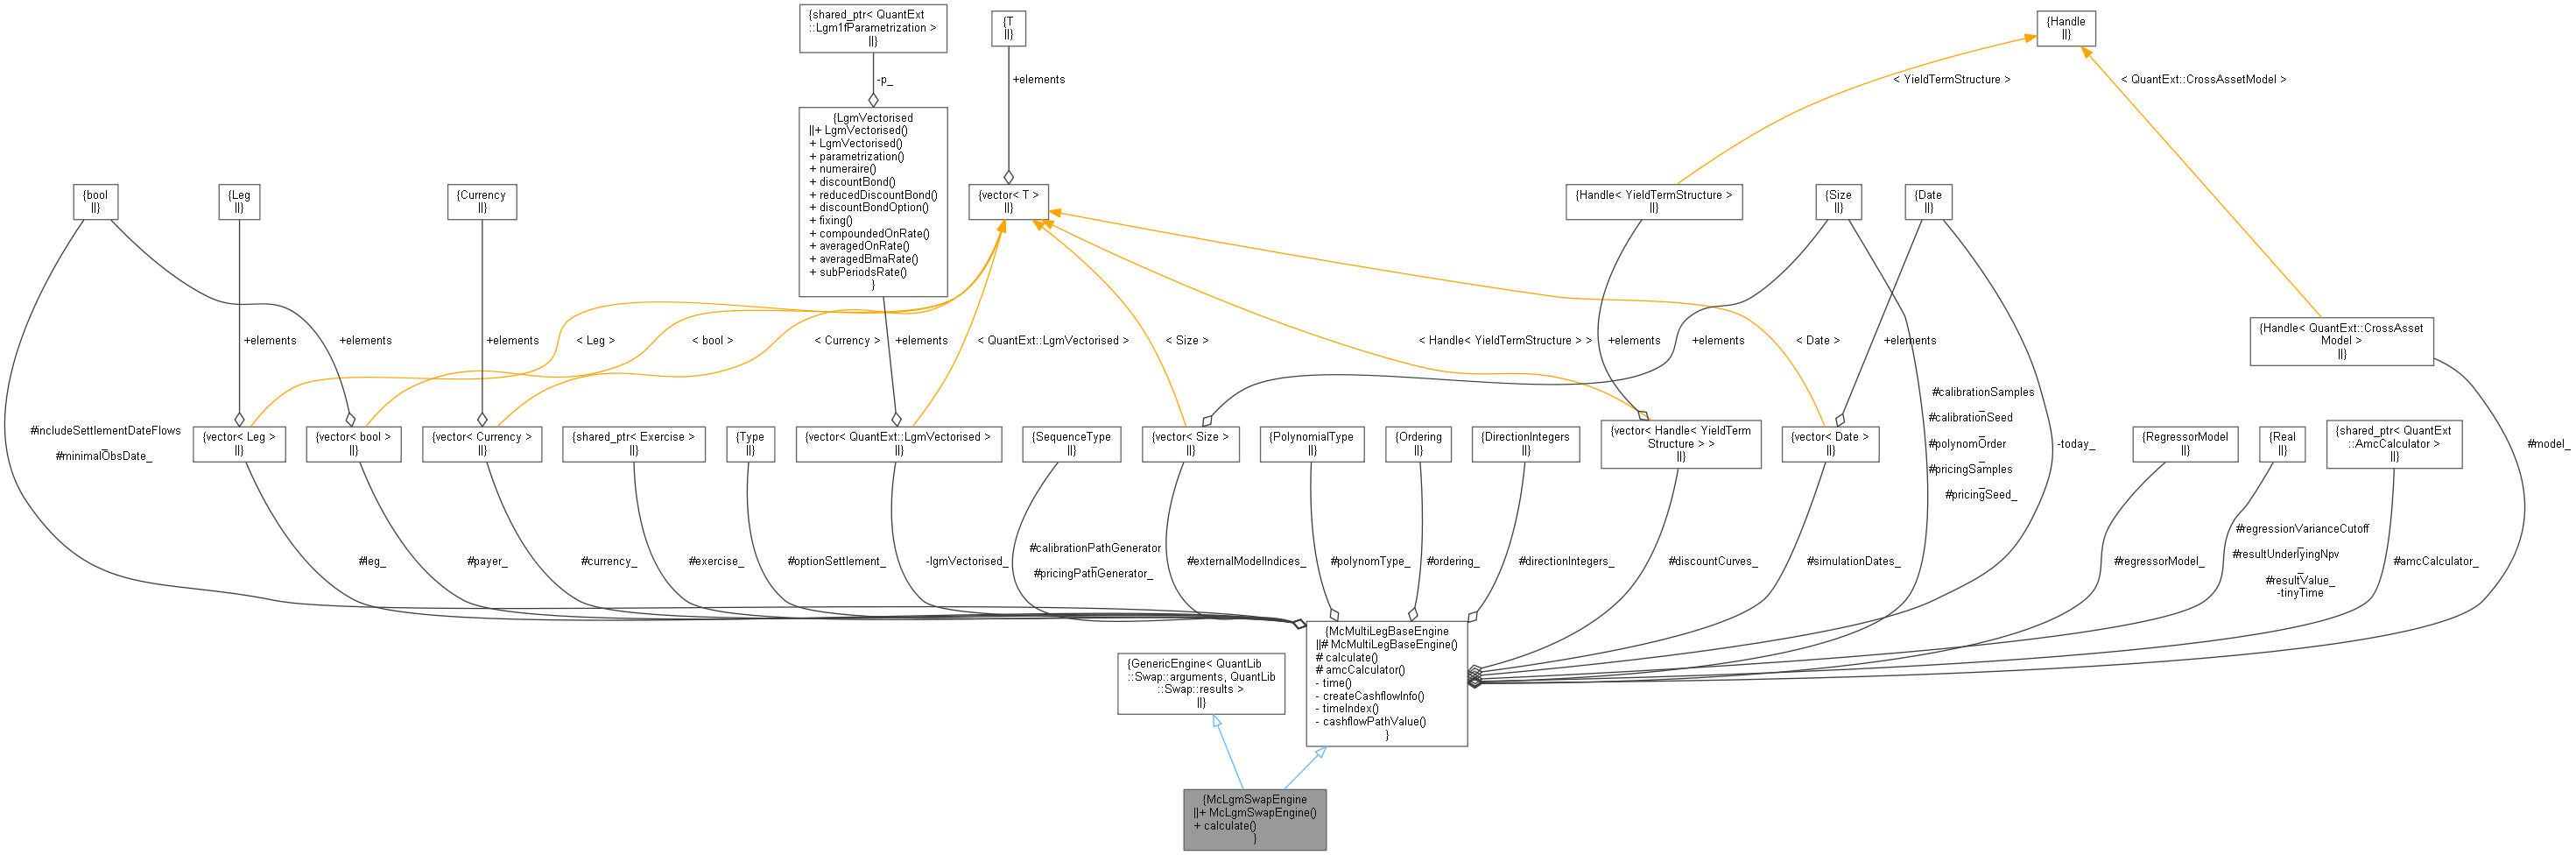 {shared_ptr< QuantExt
::Lgm1fParametrization >
||}
{T
||}
{Handle
||}
-p_
+elements
< YieldTermStructure >
< QuantExt::CrossAssetModel >
{LgmVectorised
||+ LgmVectorised()
+ LgmVectorised()
+ parametrization()
+ numeraire()
+ discountBond()
+ reducedDiscountBond()
+ discountBondOption()
+ fixing()
+ compoundedOnRate()
+ averagedOnRate()
+ averagedBmaRate()
+ subPeriodsRate()
}
{bool
||}
{Leg
||}
{Currency
||}
{vector< T >
||}
{Handle< YieldTermStructure >
||}
{Size
||}
{Date
||}
{Handle< QuantExt::CrossAsset
Model >
||}
+elements
+elements
+elements
< Leg >
< bool >
< Currency >
+elements
< QuantExt::LgmVectorised >
< Size >
< Handle< YieldTermStructure > >
+elements
+elements
< Date >
+elements
#includeSettlementDateFlows
_
#minimalObsDate_
{vector< Leg >
||}
{vector< bool >
||}
{vector< Currency >
||}
{shared_ptr< Exercise >
||}
{Type
||}
{vector< QuantExt::LgmVectorised >
||}
{SequenceType
||}
{vector< Size >
||}
{PolynomialType
||}
{Ordering
||}
{DirectionIntegers
||}
{vector< Handle< YieldTerm
Structure > >
||}
{vector< Date >
||}
#calibrationSamples
_
#calibrationSeed
_
#polynomOrder
_
#pricingSamples
_
#pricingSeed_
-today_
{RegressorModel
||}
{Real
||}
{shared_ptr< QuantExt
::AmcCalculator >
||}
#model_
#leg_
#payer_
#currency_
#exercise_
#optionSettlement_
-lgmVectorised_
#calibrationPathGenerator
_
#pricingPathGenerator_
#externalModelIndices_
#polynomType_
#ordering_
#directionIntegers_
#discountCurves_
#simulationDates_
#regressorModel_
#regressionVarianceCutoff
_
#resultUnderlyingNpv
_
#resultValue_
-tinyTime
#amcCalculator_
{McMultiLegBaseEngine
||# McMultiLegBaseEngine()
# calculate()
# amcCalculator()
- time()
- createCashflowInfo()
- timeIndex()
- cashflowPathValue()
}
{GenericEngine< QuantLib
::Swap::arguments, QuantLib
::Swap::results >
||}
{McLgmSwapEngine
||+ McLgmSwapEngine()
+ calculate()
}